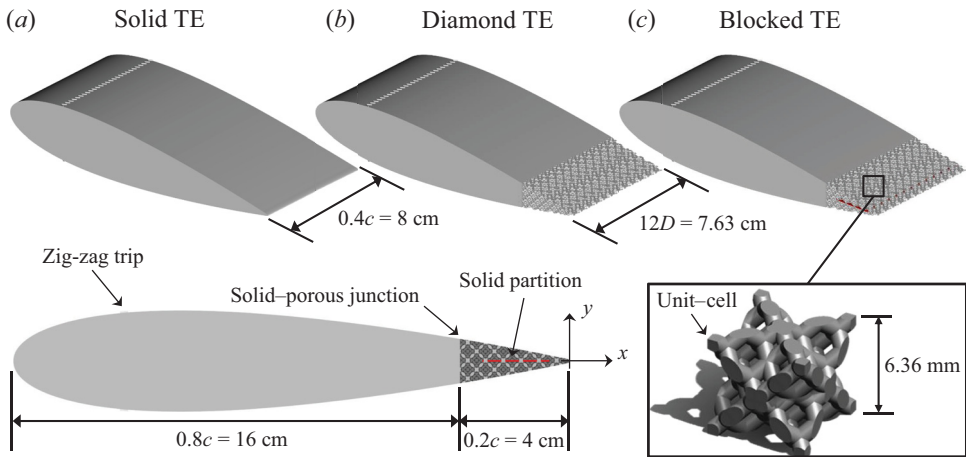 (a) Solid TE
(b) Diamond TE
(c) Blocked TE
0.4c = 8 cm
12D = 7.63 cm
Zig-zag trip
Solid–porous junction
Solid partition
y
x
0.8c = 16 cm
0.2c = 4 cm
Unit–cell
6.36 mm